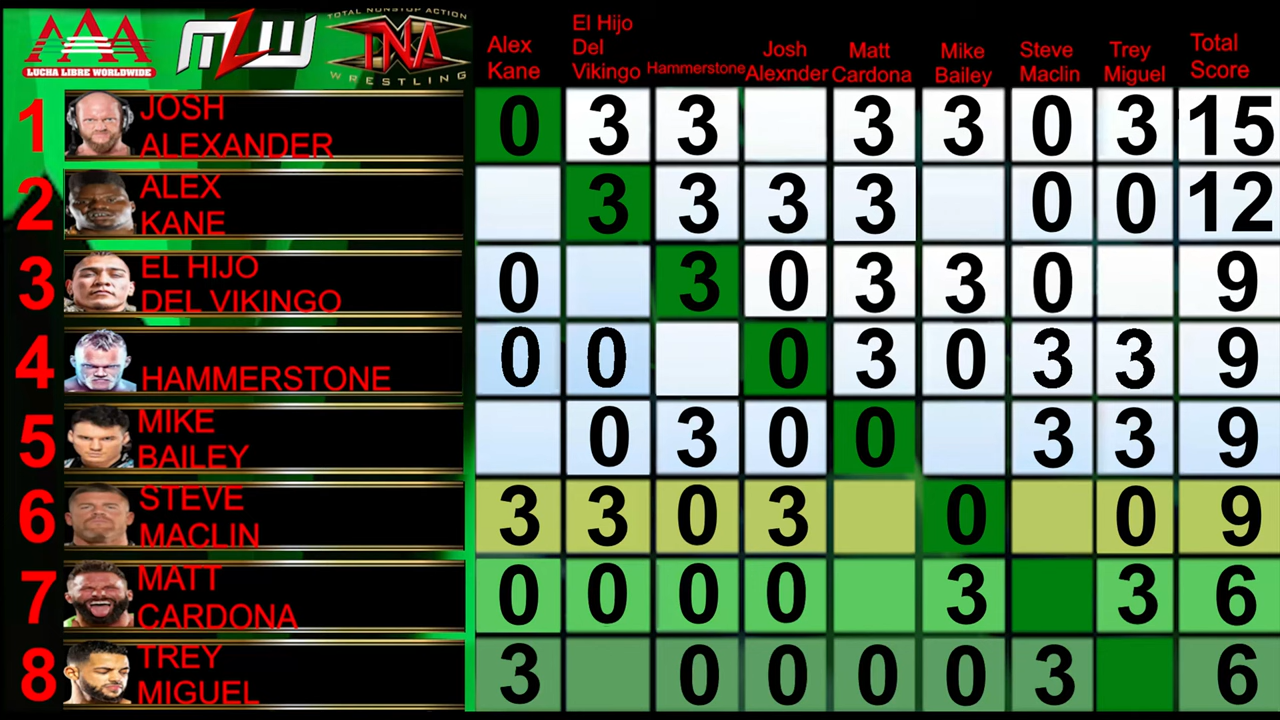 AAA
LUCHA LIBRE WORLDWIDE
MLW
TOTAL NONSTOP ACTION
TNA
WRESTLING
Alex
Kane
El Hijo
Del
Vikingo
Hammerstone
Josh
Alexnder
Matt
Cardona
Mike
Bailey
Steve
Maclin
Trey
Miguel
Total
Score
1 JOSH
ALEXANDER
0 3 3 3 3 0 3 15
2 ALEX
KANE
3 3 3 3 0 0 12
3 EL HIJO
DEL VIKINGO
0 3 0 3 3 0 9
4 HAMMERSTONE
0 0 0 3 0 3 3 9
5 MIKE
BAILEY
0 3 0 0 3 3 9
6 STEVE
MACLIN
3 3 0 3 0 0 9
7 MATT
CARDONA
0 0 0 0 3 3 6
8 TREY
MIGUEL
3 0 0 0 0 3 6